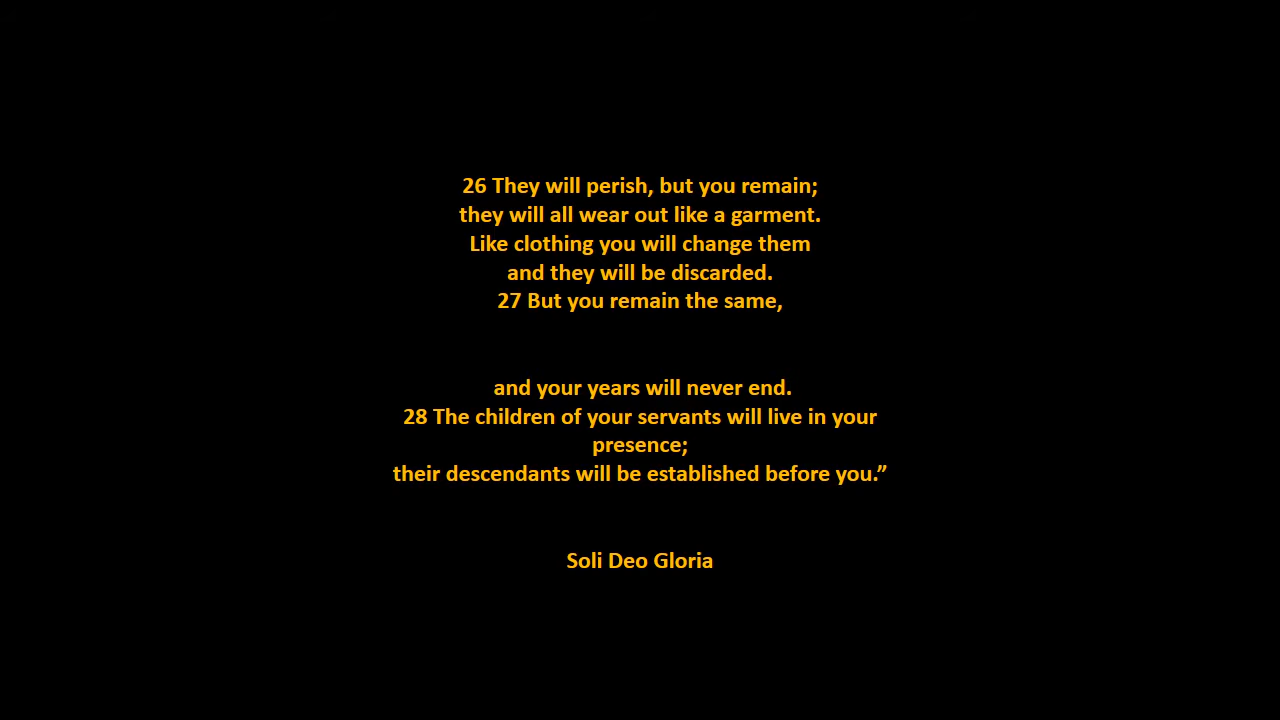 26 They will perish, but you remain;
they will all wear out like a garment.
Like clothing you will change them
and they will be discarded.
27 But you remain the same,
and your years will never end.
28 The children of your servants will live in your
presence;
their descendants will be established before you.”
Soli Deo Gloria